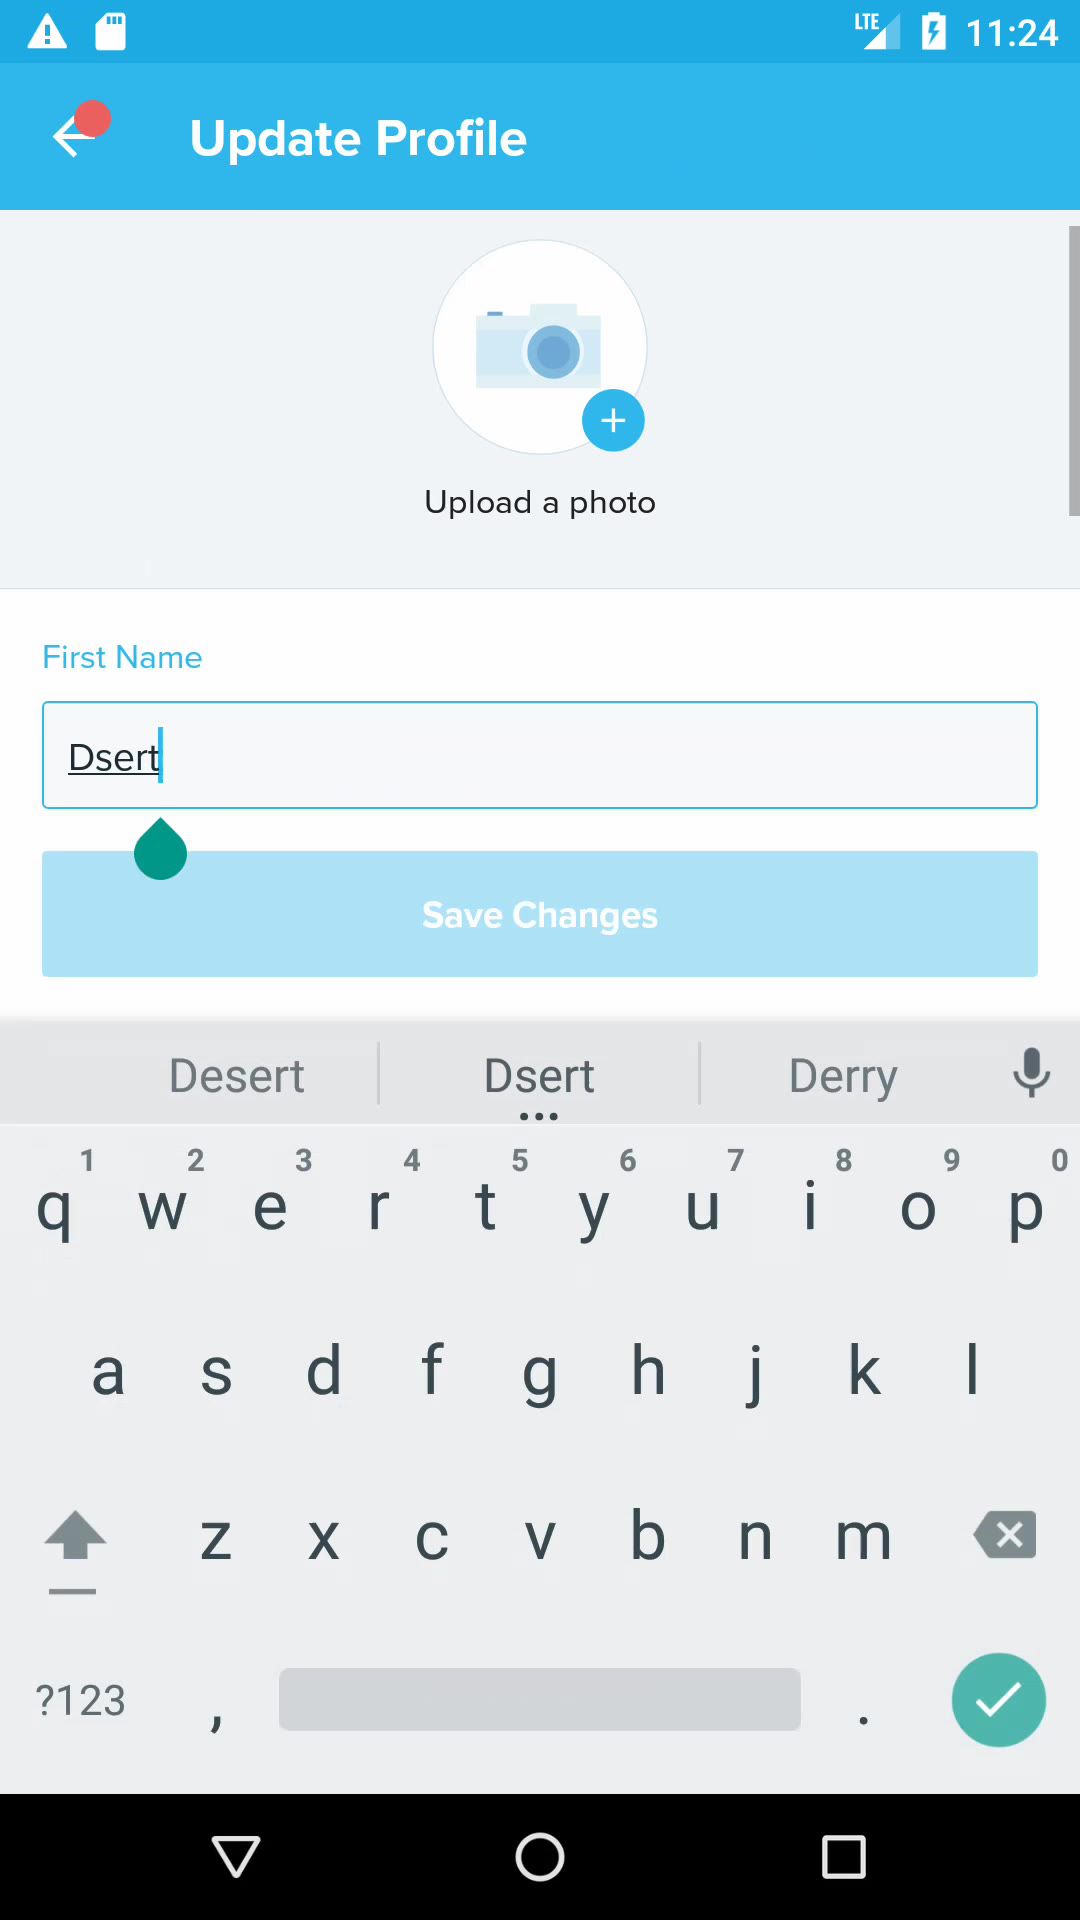 LTE 11:24
Update Profile
Upload a photo
First Name
Dsert
Save Changes
Desert Dsert Derry
1 2 3 4 5 6 7 8 9 0
q w e r t y u i o p
a s d f g h j k l
z x c v b n m
?123 , .